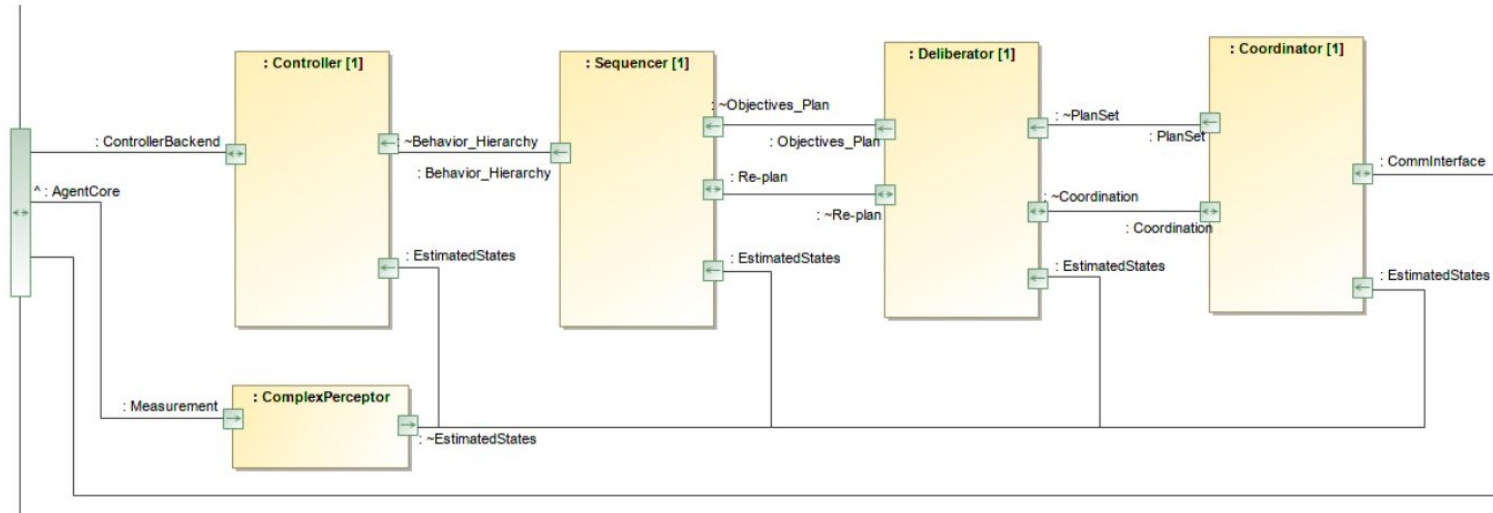 : Controller [1]
: Sequencer [1]
: Deliberator [1]
: Coordinator [1]
: ~Objectives_Plan
: ~PlanSet
: ControllerBackend
: ~Behavior_Hierarchy
: Objectives_Plan
: PlanSet
: Behavior_Hierarchy
: CommInterface
^ : AgentCore
: Re-plan
: ~Coordination
: ~Re-plan
: Coordination
: EstimatedStates
: EstimatedStates
: EstimatedStates
: EstimatedStates
: ComplexPerceptor
: Measurement
: ~EstimatedStates